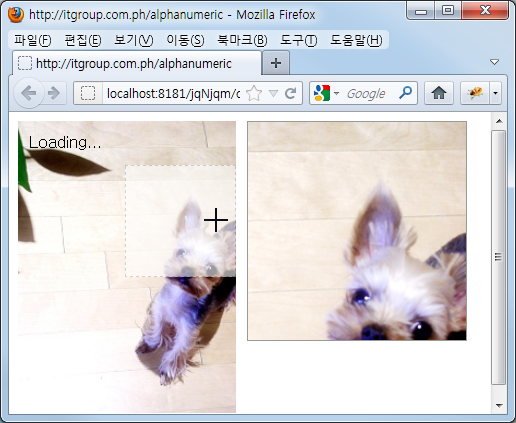 http://itgroup.com.ph/alphanumeric - Mozilla Firefox
파일(F) 편집(E) 보기(V) 이동(S) 북마크(B) 도구(T) 도움말(H)
http://itgroup.com.ph/alphanumeric
localhost:8181/jqNjqm/c Google
Loading...